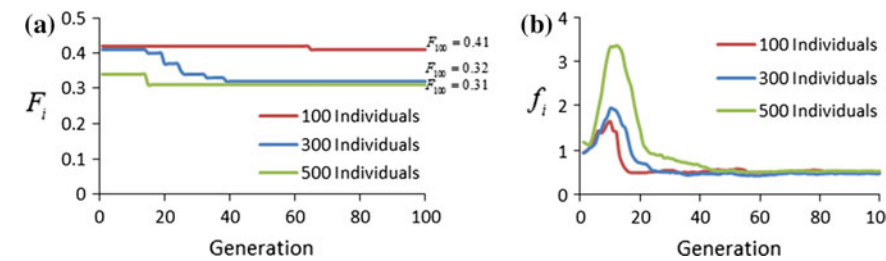 (a)
F_i
0.5
0.4
0.3
0.2
0.1
0
0 20 40 60 80 100
Generation
F_100 = 0.41
F_100 = 0.32
F_100 = 0.31
100 Individuals
300 Individuals
500 Individuals
(b)
f_i
4
3
2
1
0
0 20 40 60 80 10
Generation
100 Individuals
300 Individuals
500 Individuals